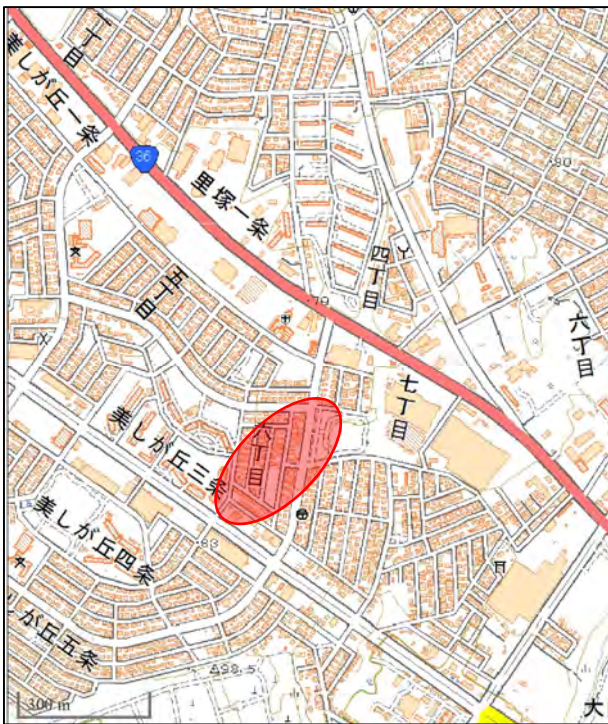 一丁目
美しが丘一条
36
里塚一条
四丁目
80
五丁目
79
六丁目
七丁目
美しが丘三条
六丁目
美しが丘四条
83
しが丘五条
98.5
300 m
大